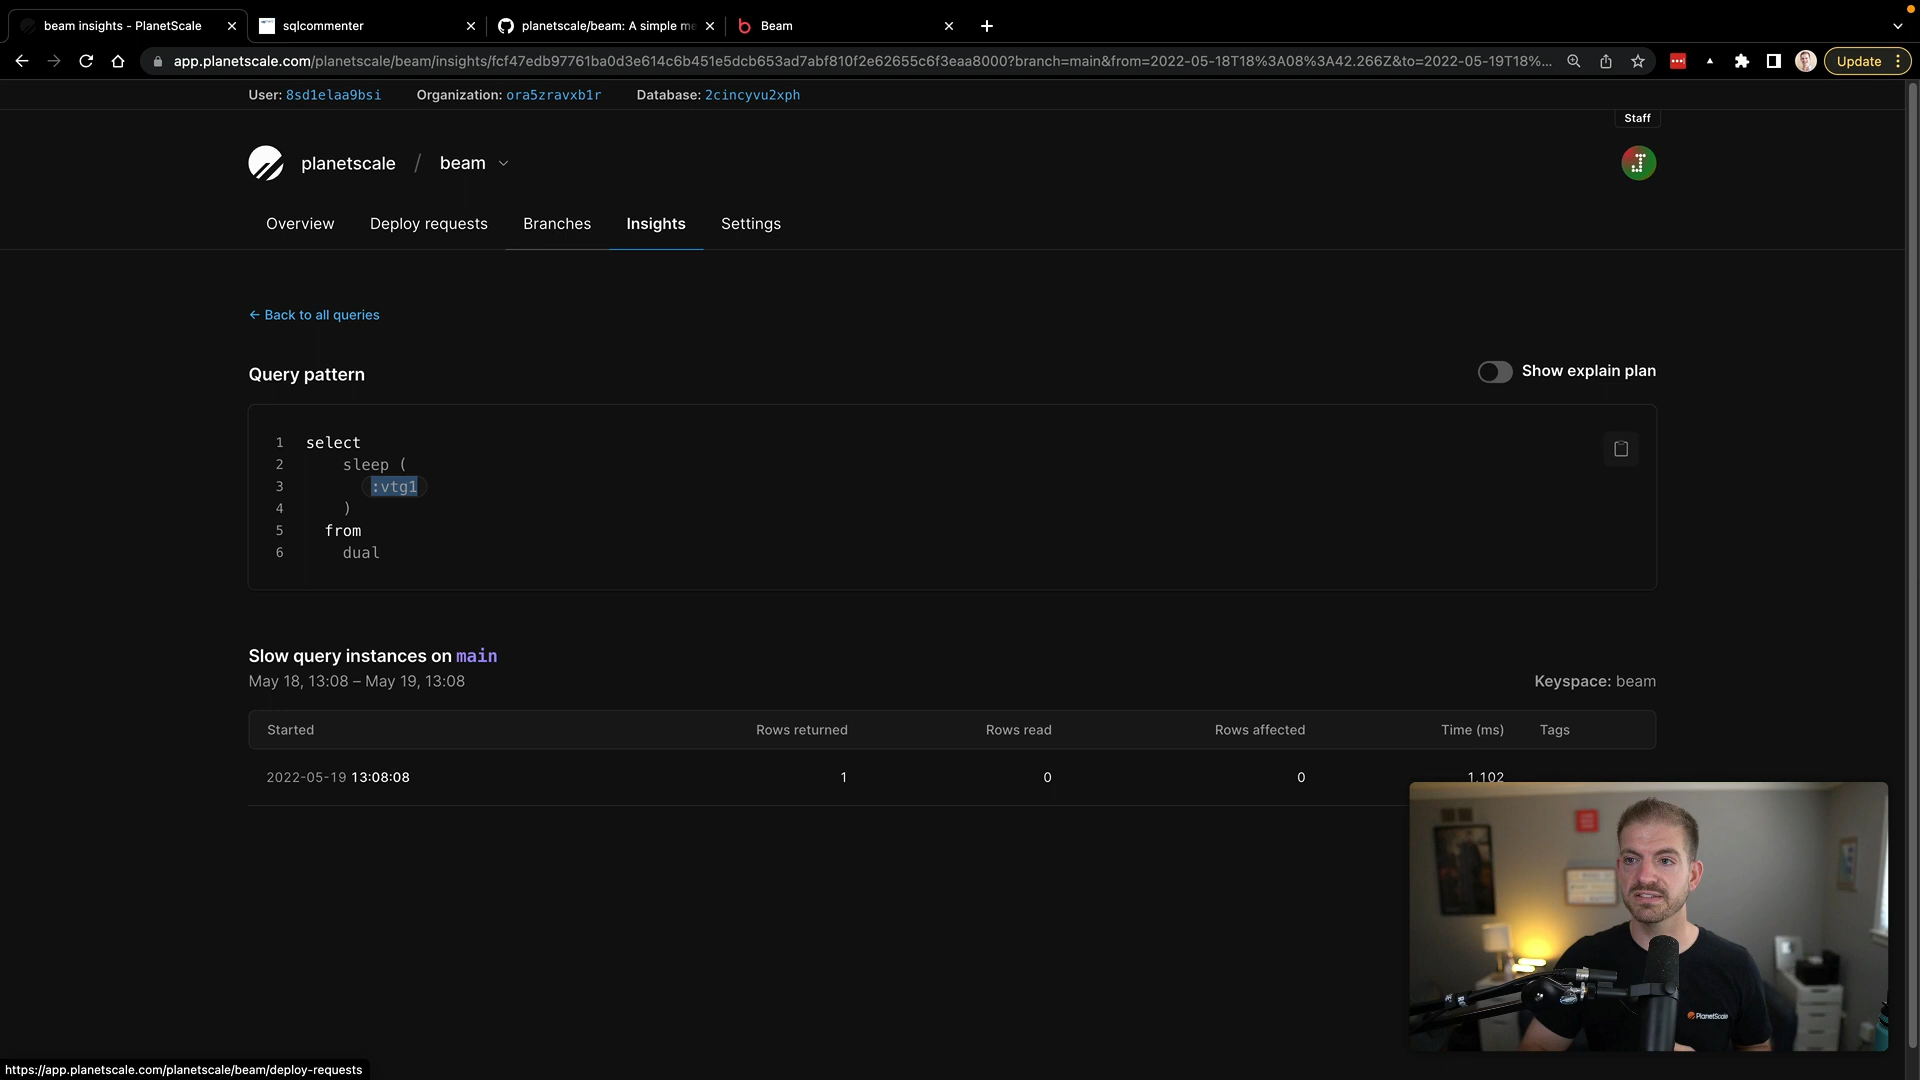 beam insights - PlanetScale
sqlcommenter
planetscale/beam: A simple me
Beam
app.planetscale.com/planetscale/beam/insights/fcf47edb97761ba0d3e614c6b451e5dcb653ad7abf810f2e62655c6f3eaa8000?branch=main&from=2022-05-18T18%3A08%3A42.266Z&to=2022-05-19T18%...
Update
User: 8sd1elaa9bsi Organization: ora5zravxb1r Database: 2cincyvu2xph
Staff
planetscale / beam
Overview Deploy requests Branches Insights Settings
← Back to all queries
Query pattern
Show explain plan
1 select
2 sleep (
3 :vtg1
4 )
5 from
6 dual
Slow query instances on main
May 18, 13:08 – May 19, 13:08
Keyspace: beam
Started Rows returned Rows read Rows affected Time (ms) Tags
2022-05-19 13:08:08 1 0 0 1,102
PlanetScale
https://app.planetscale.com/planetscale/beam/deploy-requests